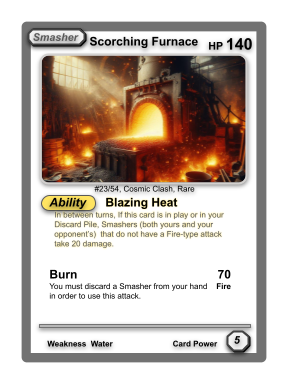 Smasher Scorching Furnace HP 140
#23/54, Cosmic Clash, Rare
Ability Blazing Heat
In between turns, If this card is in play or in your
Discard Pile, Smashers (both yours and your
opponent's) that do not have a Fire-type attack
take 20 damage.
Burn 70
You must discard a Smasher from your hand Fire
in order to use this attack.
Weakness Water Card Power 5